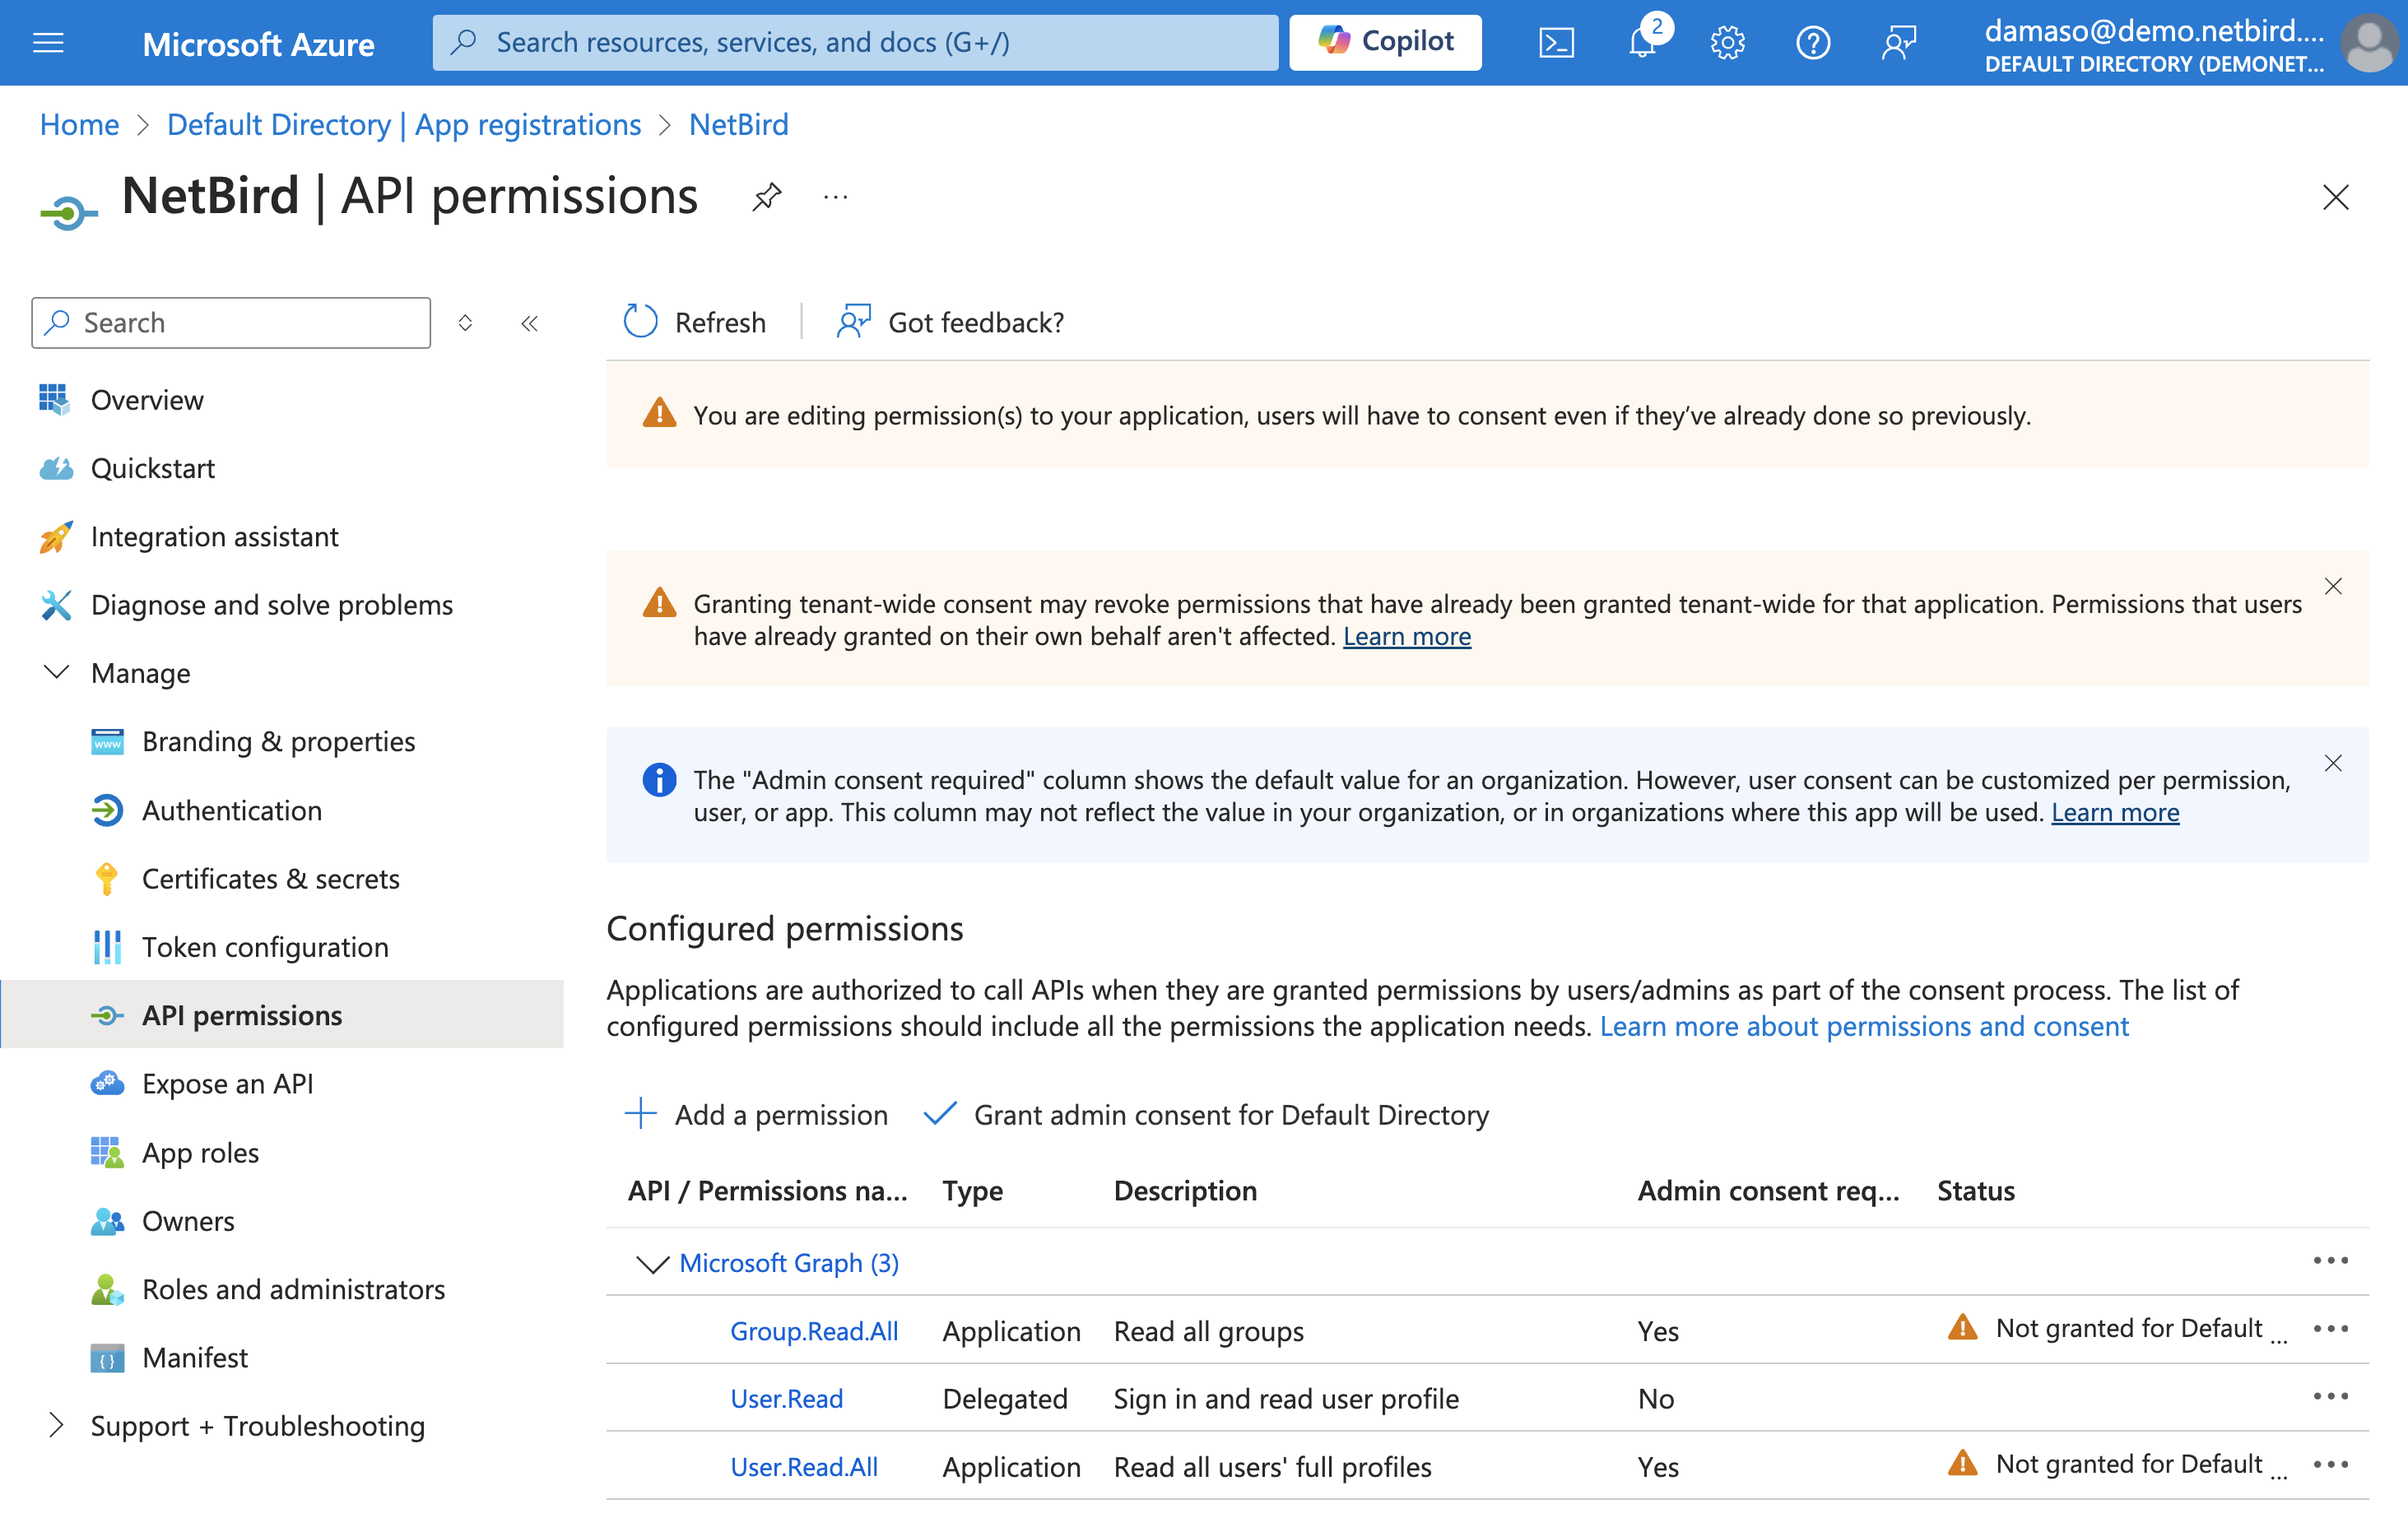 Microsoft Azure
Search resources, services, and docs (G+/)
Copilot
2
damaso@demo.netbird....
DEFAULT DIRECTORY (DEMONET...
Home > Default Directory | App registrations > NetBird
NetBird | API permissions
...
Search
Overview
Quickstart
Integration assistant
Diagnose and solve problems
Manage
Branding & properties
Authentication
Certificates & secrets
Token configuration
API permissions
Expose an API
App roles
Owners
Roles and administrators
Manifest
Support + Troubleshooting
Refresh | Got feedback?
You are editing permission(s) to your application, users will have to consent even if they’ve already done so previously.
Granting tenant-wide consent may revoke permissions that have already been granted tenant-wide for that application. Permissions that users
have already granted on their own behalf aren't affected. Learn more
The "Admin consent required" column shows the default value for an organization. However, user consent can be customized per permission,
user, or app. This column may not reflect the value in your organization, or in organizations where this app will be used. Learn more
Configured permissions
Applications are authorized to call APIs when they are granted permissions by users/admins as part of the consent process. The list of
configured permissions should include all the permissions the application needs. Learn more about permissions and consent
Add a permission Grant admin consent for Default Directory
API / Permissions na... Type Description Admin consent req... Status
Microsoft Graph (3)
Group.Read.All Application Read all groups Yes Not granted for Default ...
User.Read Delegated Sign in and read user profile No
User.Read.All Application Read all users' full profiles Yes Not granted for Default ...